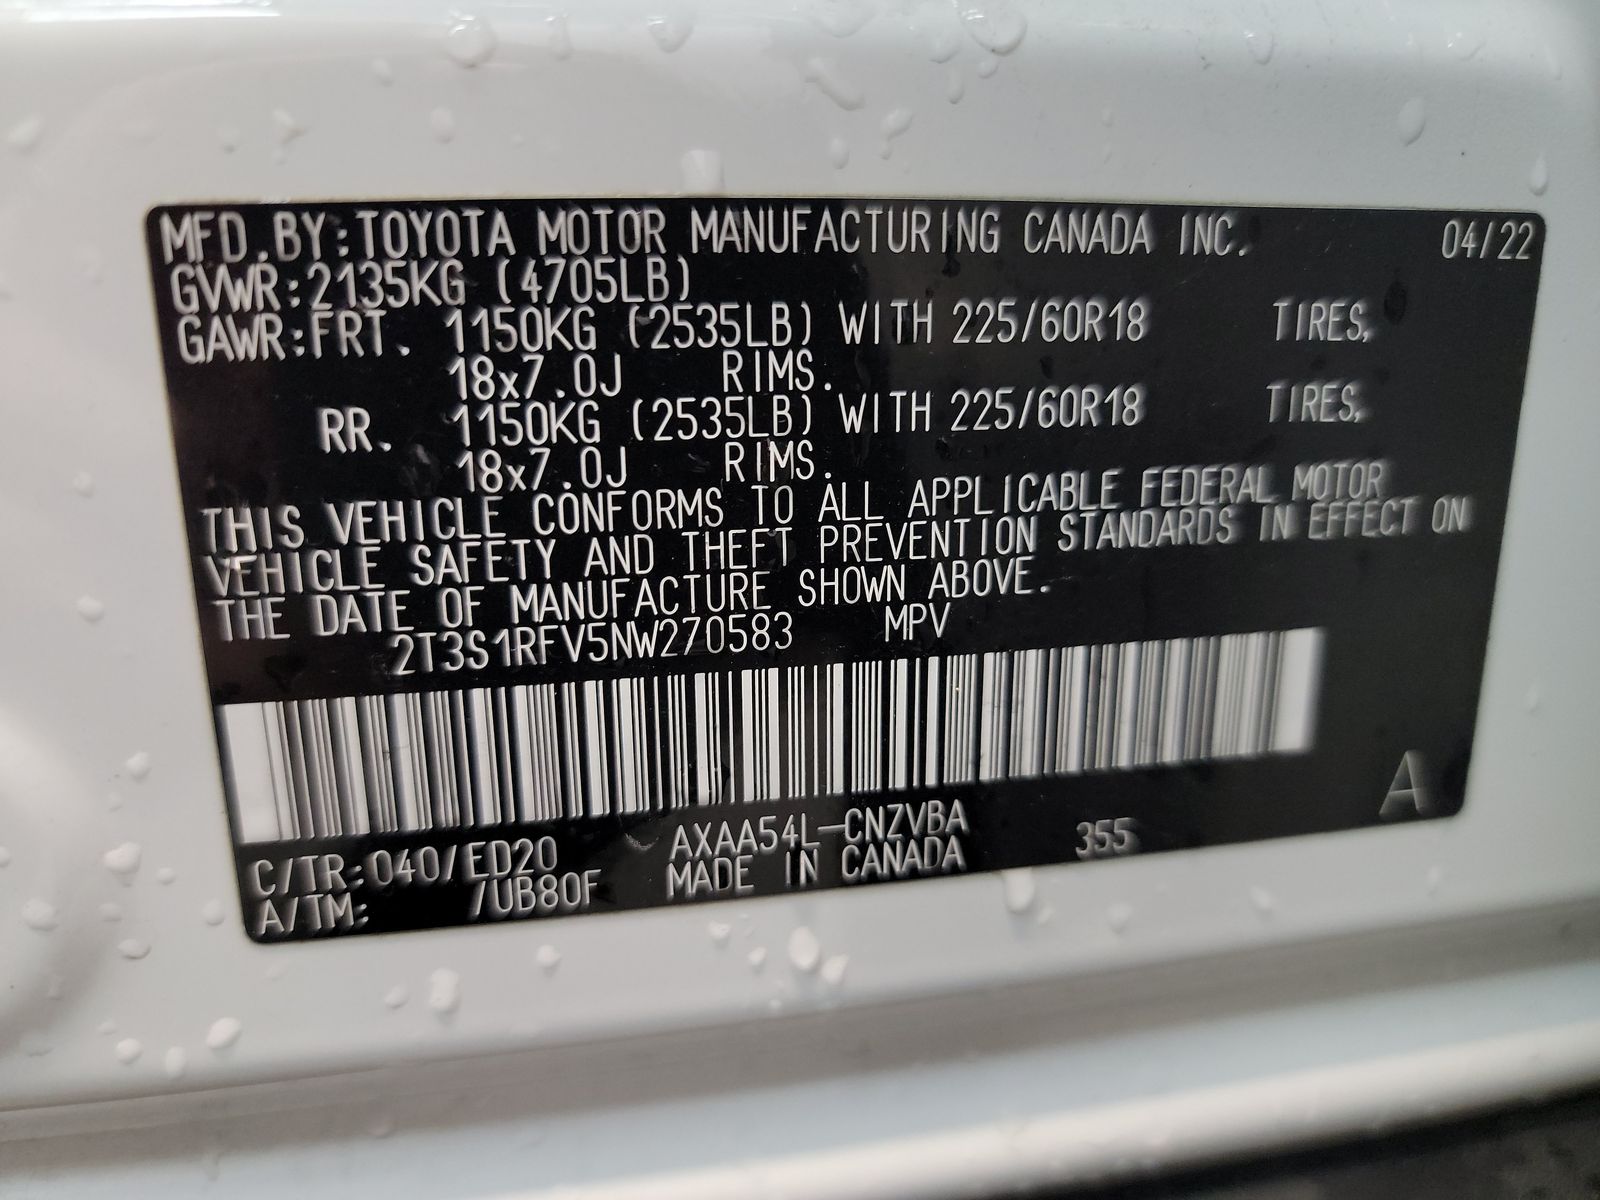 MFD.BY:TOYOTA MOTOR MANUFACTURING CANADA INC. 04/22
GVWR:2135KG (4705LB)
GAWR:FRT. 1150KG (2535LB) WITH 225/60R18 TIRES,
18x7.0J RIMS.
RR. 1150KG (2535LB) WITH 225/60R18 TIRES,
18x7.0J RIMS.
THIS VEHICLE CONFORMS TO ALL APPLICABLE FEDERAL MOTOR
VEHICLE SAFETY AND THEFT PREVENTION STANDARDS IN EFFECT ON
THE DATE OF MANUFACTURE SHOWN ABOVE.
2T3S1RFV5NW270583 MPV
A
C/TR:040/ED20 AXAA54L-CNZVBA 355
A/TM: /UB80F MADE IN CANADA